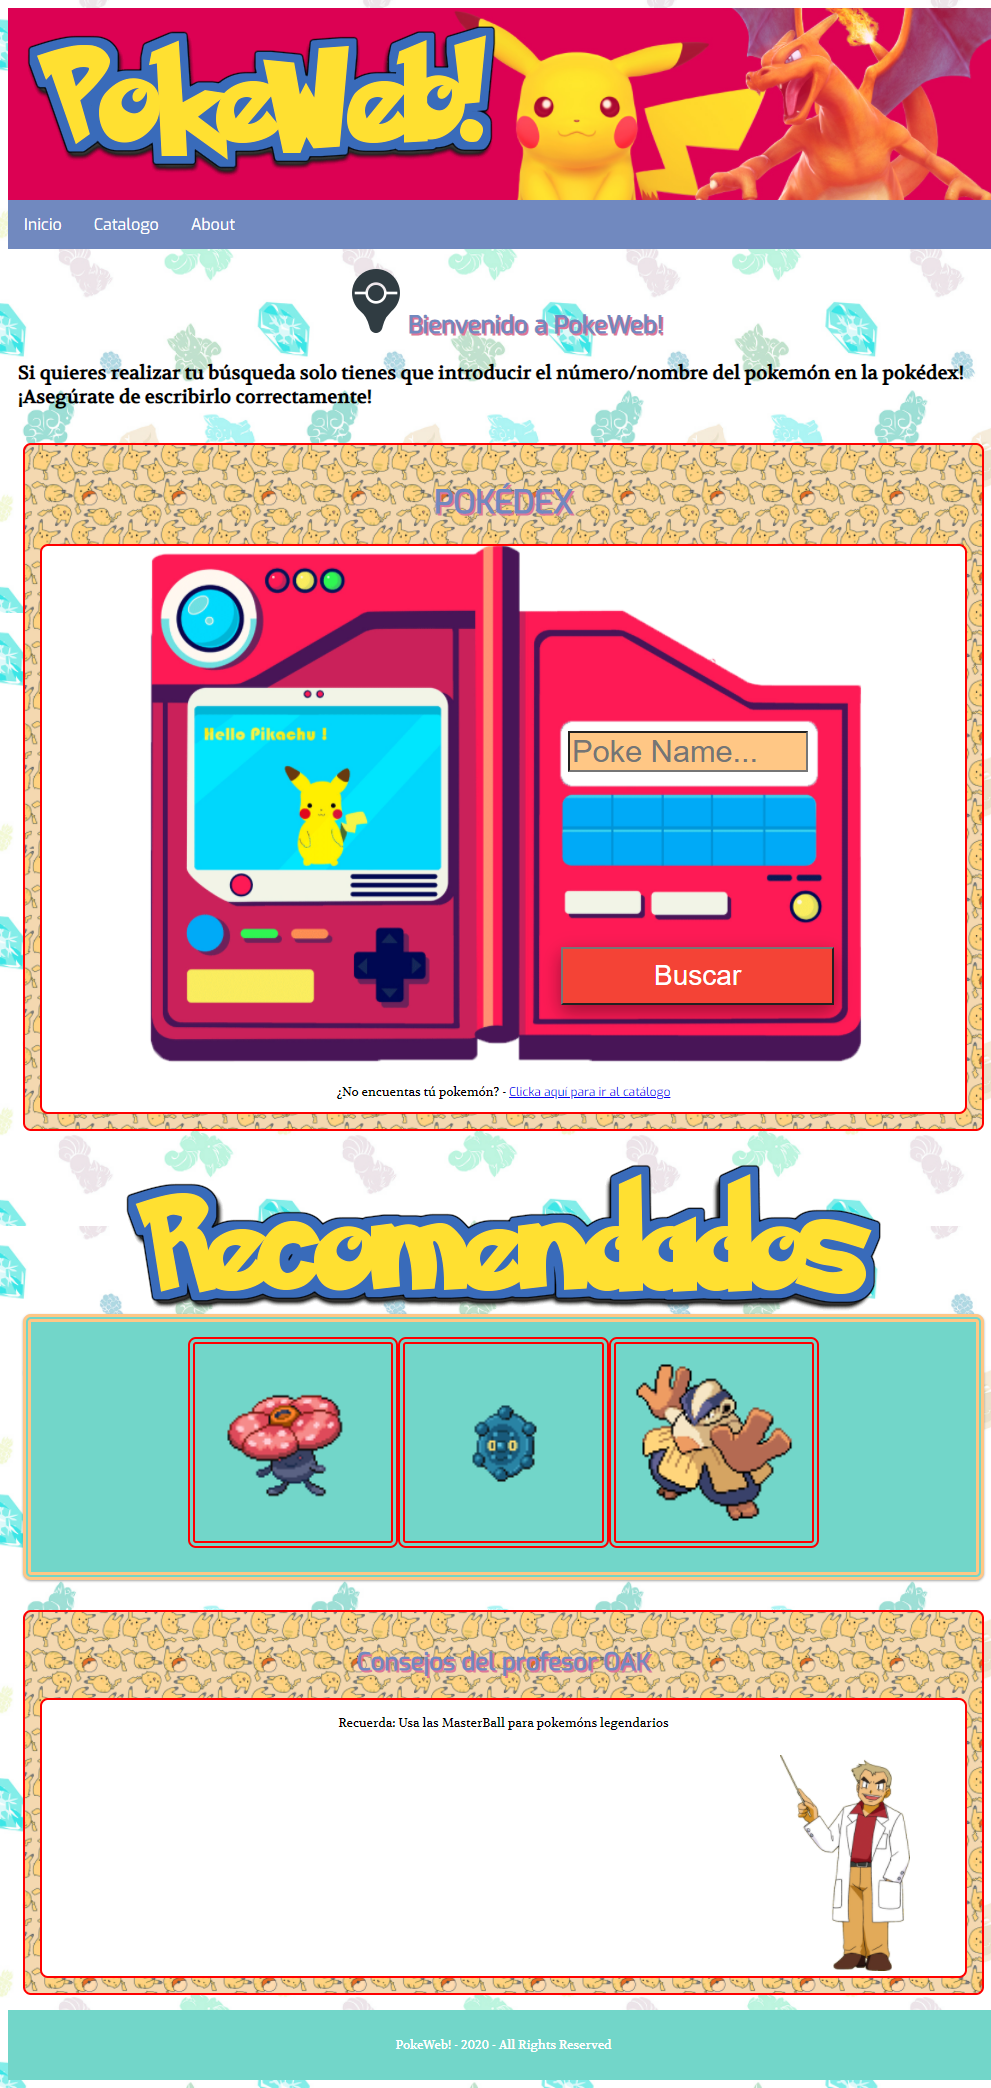 PokeWeb!
Inicio Catalogo About
Bienvenido a PokeWeb!
Si quieres realizar tu búsqueda solo tienes que introducir el número/nombre del pokemón en la pokédex!
¡Asegúrate de escribirlo correctamente!
POKÉDEX
Hello Pikachu !
Poke Name...
Buscar
¿No encuentas tú pokemón? - Clicka aquí para ir al catálogo
Recomendados
Consejos del profesor OAK
Recuerda: Usa las MasterBall para pokemóns legendarios
PokeWeb! - 2020 - All Rights Reserved